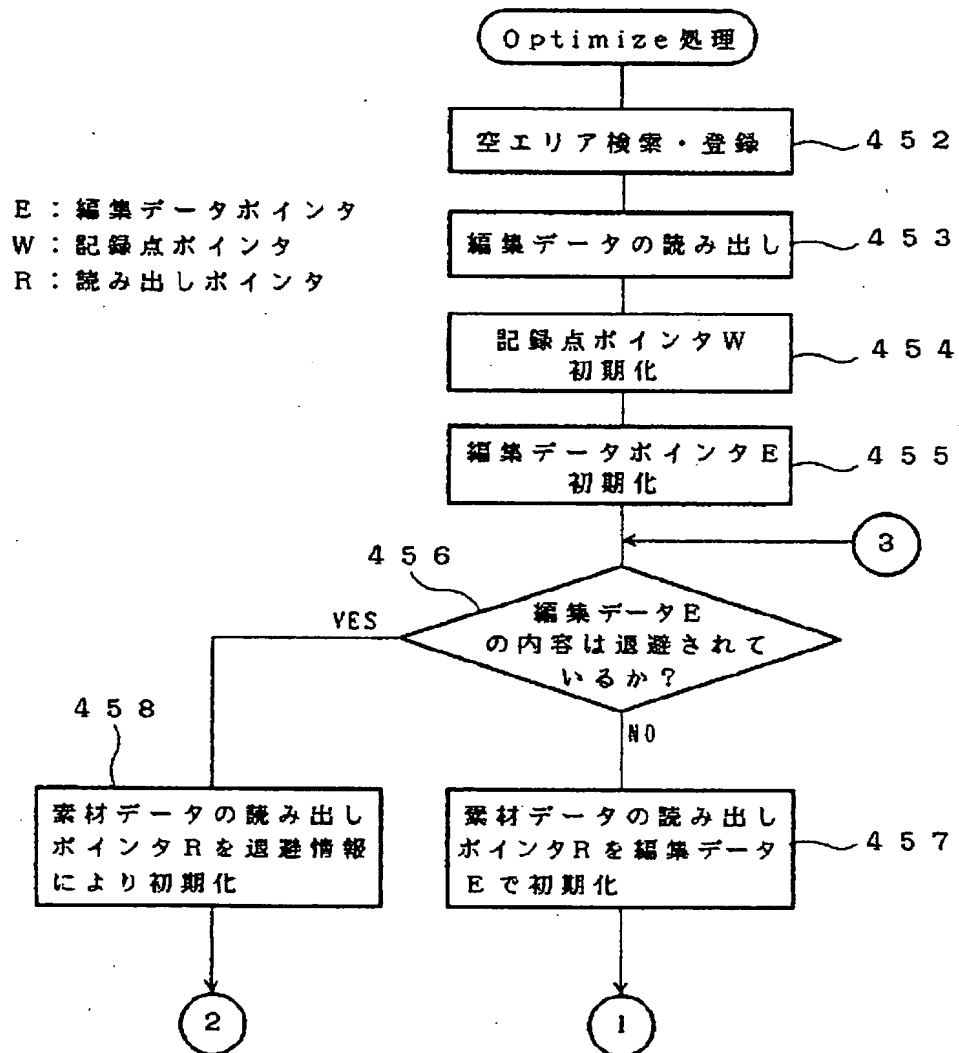 Optimize処理
空エリア検索・登録
452
E：編集データポインタ
W：記録点ポインタ
R：読み出しポインタ
編集データの読み出し
453
記録点ポインタW
初期化
454
編集データポインタE
初期化
455
3
456
編集データE
の内容は退避されて
いるか？
YES
NO
458
素材データの読み出し
ポインタRを退避情報
により初期化
素材データの読み出し
ポインタRを編集データ
Eで初期化
457
2
1